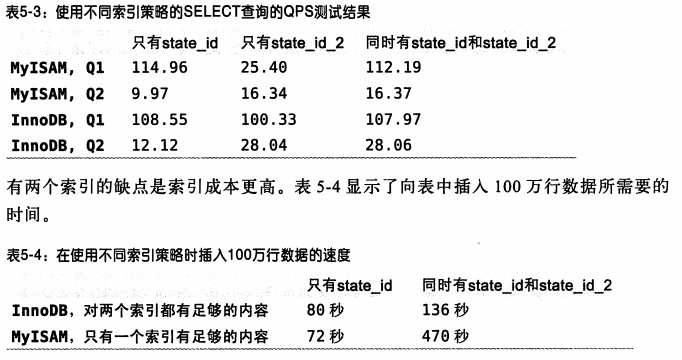 表5-3：使用不同索引策略的SELECT查询的QPS测试结果
只有state_id 只有state_id_2 同时有state_id和state_id_2
MyISAM, Q1 114.96 25.40 112.19
MyISAM, Q2 9.97 16.34 16.37
InnoDB, Q1 108.55 100.33 107.97
InnoDB, Q2 12.12 28.04 28.06
有两个索引的缺点是索引成本更高。表 5-4 显示了向表中插入 100 万行数据所需要的
时间。
表5-4：在使用不同索引策略时插入100万行数据的速度
只有state_id 同时有state_id和state_id_2
InnoDB，对两个索引都有足够的内容 80 秒 136 秒
MyISAM，只有一个索引有足够的内容 72 秒 470 秒